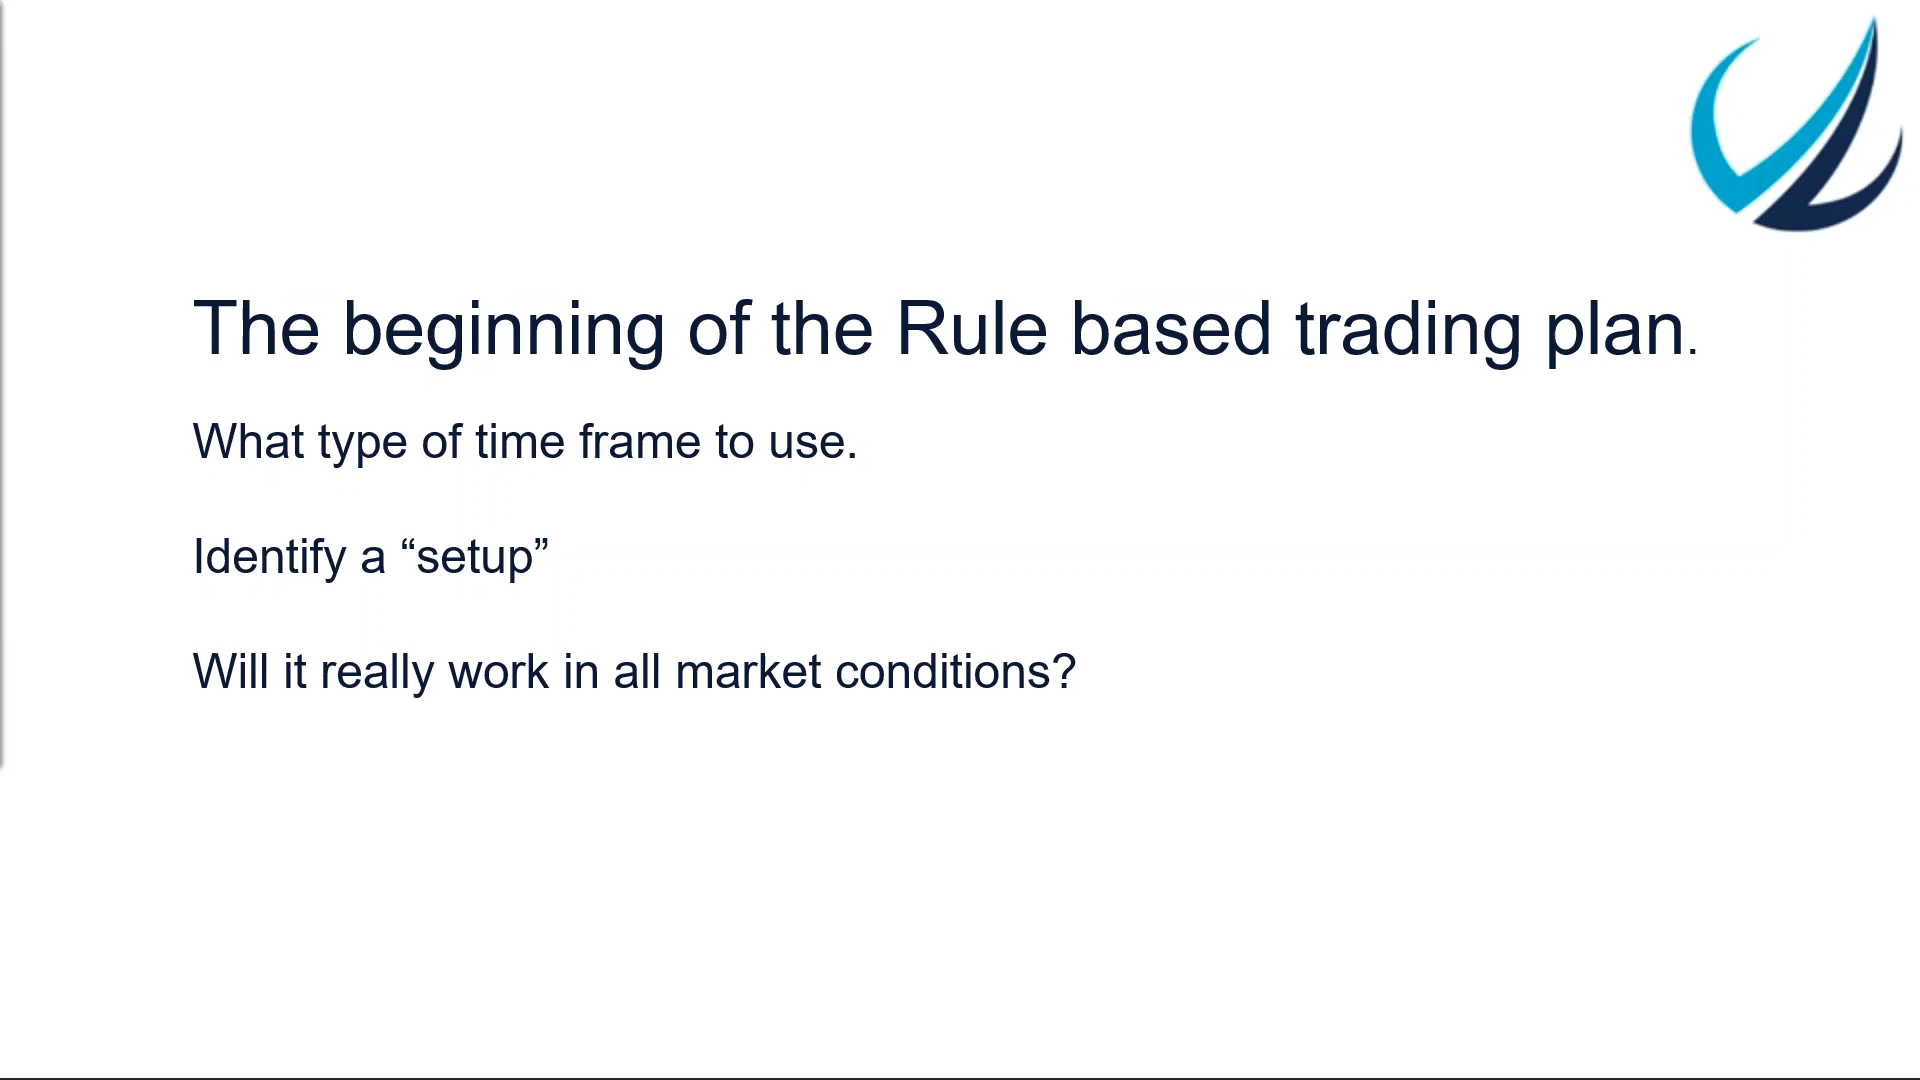 The beginning of the Rule based trading plan.
What type of time frame to use.
Identify a “setup”
Will it really work in all market conditions?